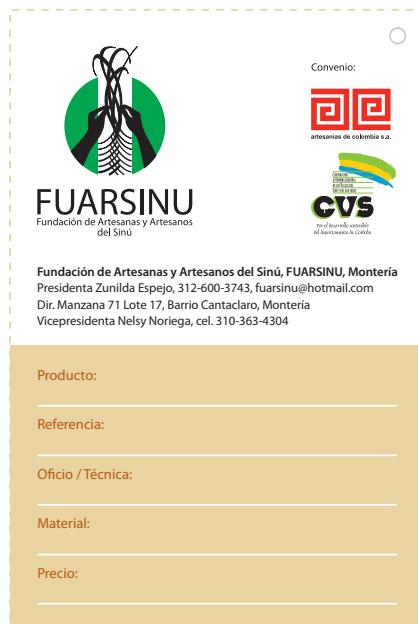 Convenio:
artesanías de colombia s.a.
FUARSINU
Fundación de Artesanas y Artesanos
del Sinú
CVS
Por el desarrollo sostenible
del departamento de Córdoba
Fundación de Artesanas y Artesanos del Sinú, FUARSINU, Montería
Presidenta Zunilda Espejo, 312-600-3743, fuarsinu@hotmail.com
Dir. Manzana 71 Lote 17, Barrio Cantaclaro, Montería
Vicepresidenta Nelsy Noriega, cel. 310-363-4304
Producto:
Referencia:
Oficio / Técnica:
Material:
Precio: